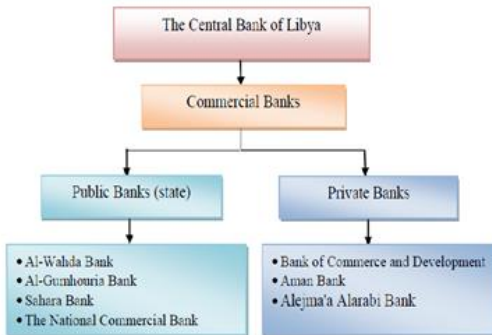 The Central Bank of Libya
Commercial Banks
Public Banks (state)
Private Banks
• Al-Wahda Bank
• Al-Gumhouria Bank
• Sahara Bank
• The National Commercial Bank
• Bank of Commerce and Development
• Aman Bank
• Alejma'a Alarabi Bank